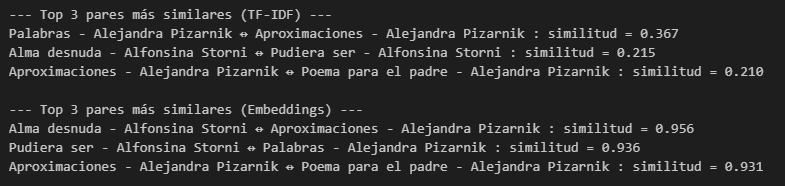 --- Top 3 pares más similares (TF-IDF) ---
Palabras - Alejandra Pizarnik ↔ Aproximaciones - Alejandra Pizarnik : similitud = 0.367
Alma desnuda - Alfonsina Storni ↔ Pudiera ser - Alfonsina Storni : similitud = 0.215
Aproximaciones - Alejandra Pizarnik ↔ Poema para el padre - Alejandra Pizarnik : similitud = 0.210
--- Top 3 pares más similares (Embeddings) ---
Alma desnuda - Alfonsina Storni ↔ Aproximaciones - Alejandra Pizarnik : similitud = 0.956
Pudiera ser - Alfonsina Storni ↔ Palabras - Alejandra Pizarnik : similitud = 0.936
Aproximaciones - Alejandra Pizarnik ↔ Poema para el padre - Alejandra Pizarnik : similitud = 0.931